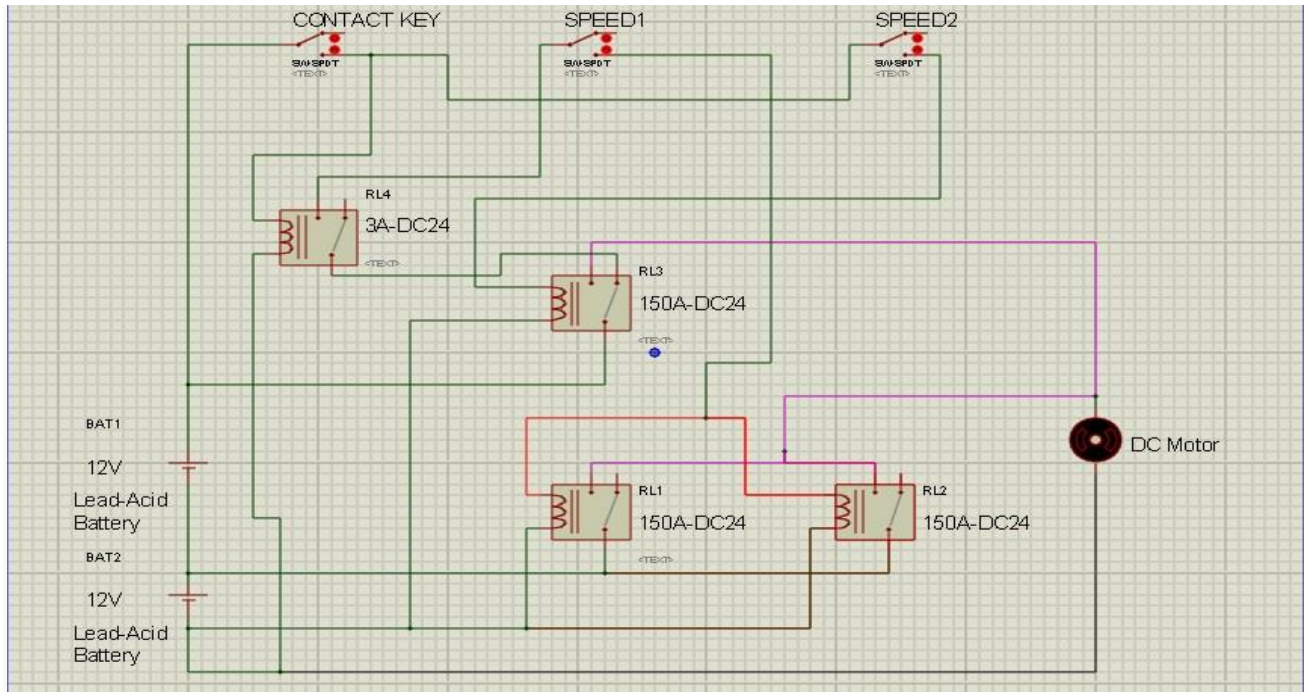 CONTACT KEY
SPEED1
SPEED2
SW-SPDT
<TEXT>
SW-SPDT
<TEXT>
SW-SPDT
<TEXT>
RL4
3A-DC24
<TEXT>
RL3
150A-DC24
<TEXT>
BAT1
12V
Lead-Acid
Battery
DC Motor
RL1
150A-DC24
<TEXT>
RL2
150A-DC24
BAT2
12V
Lead-Acid
Battery